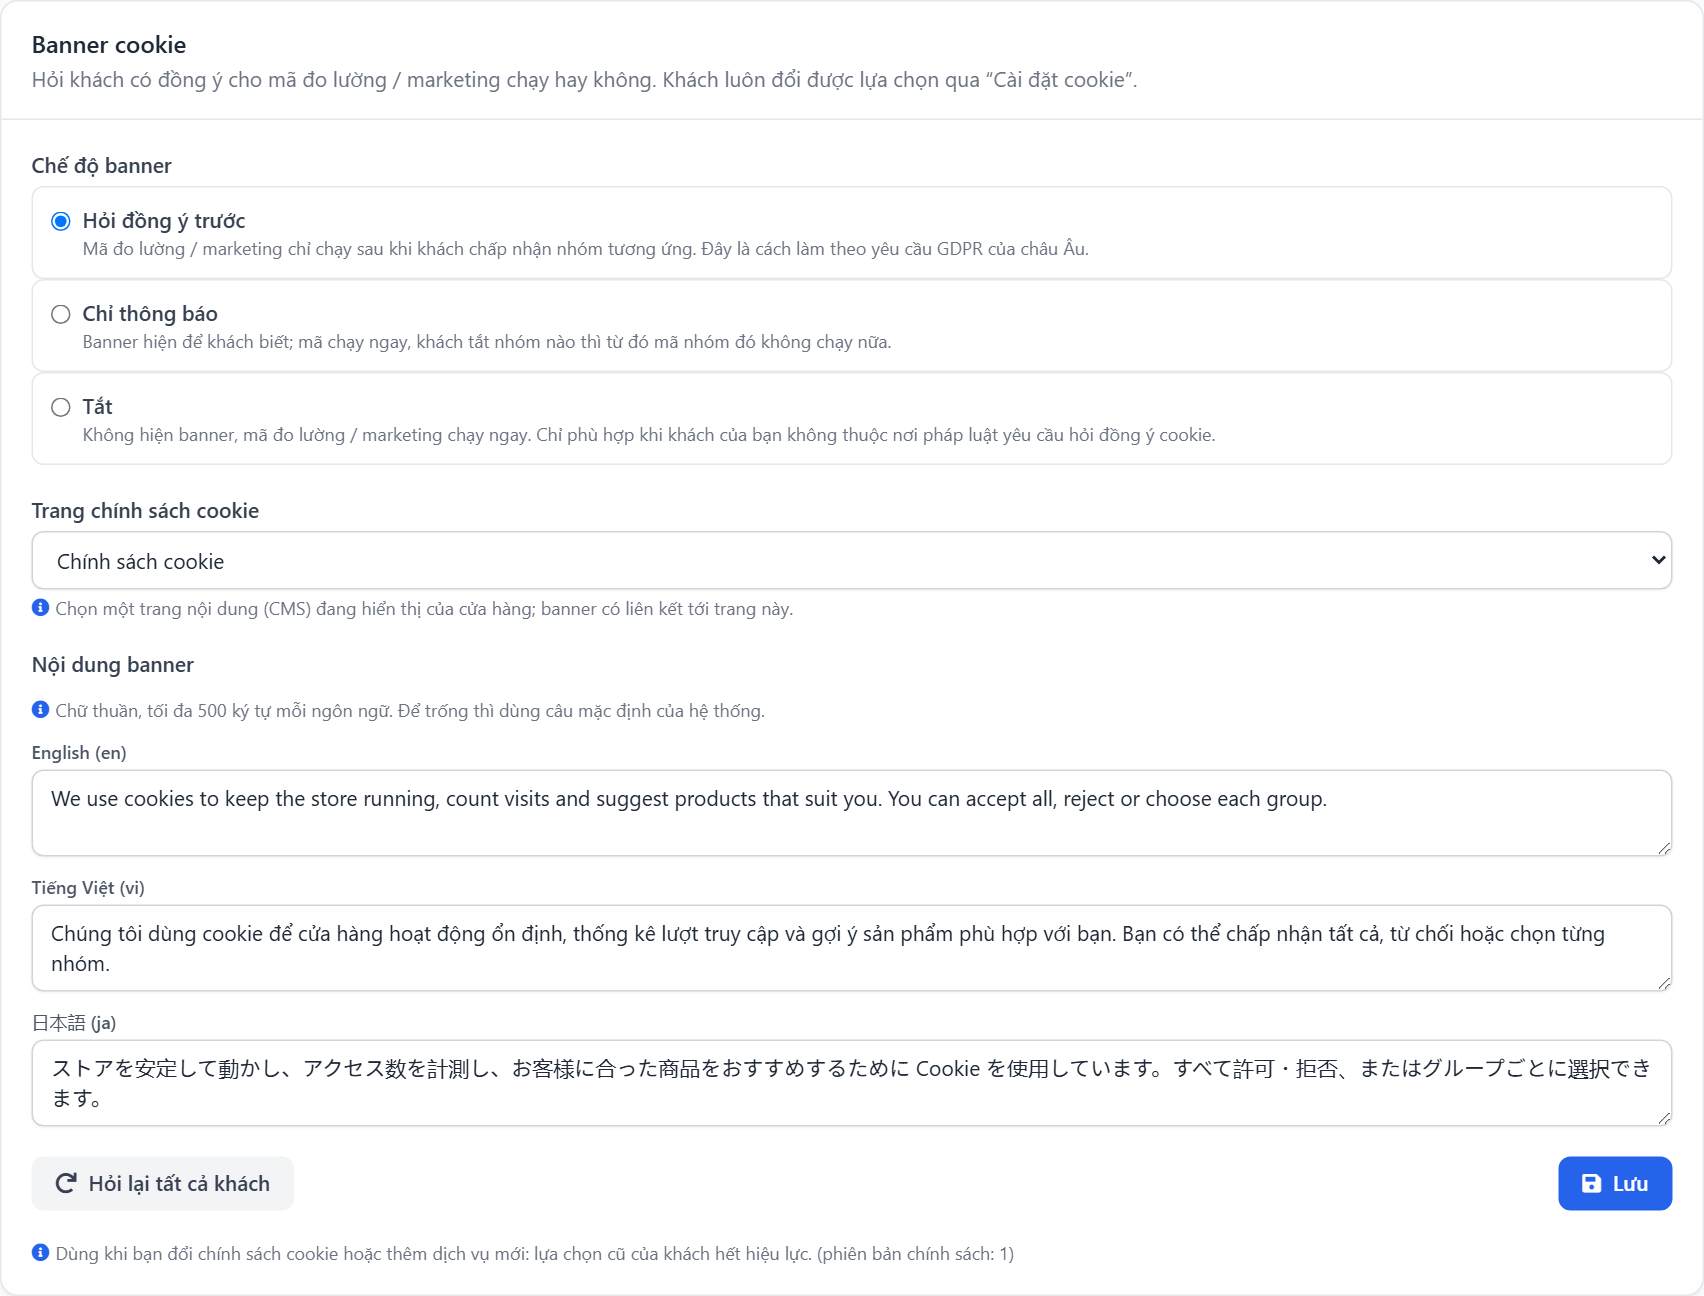 Banner cookie
Hỏi khách có đồng ý cho mã đo lường / marketing chạy hay không. Khách luôn đổi được lựa chọn qua “Cài đặt cookie”.
Chế độ banner
Hỏi đồng ý trước
Mã đo lường / marketing chỉ chạy sau khi khách chấp nhận nhóm tương ứng. Đây là cách làm theo yêu cầu GDPR của châu Âu.
Chỉ thông báo
Banner hiện để khách biết; mã chạy ngay, khách tắt nhóm nào thì từ đó mã nhóm đó không chạy nữa.
Tắt
Không hiện banner, mã đo lường / marketing chạy ngay. Chỉ phù hợp khi khách của bạn không thuộc nơi pháp luật yêu cầu hỏi đồng ý cookie.
Trang chính sách cookie
Chính sách cookie
Chọn một trang nội dung (CMS) đang hiển thị của cửa hàng; banner có liên kết tới trang này.
Nội dung banner
Chữ thuần, tối đa 500 ký tự mỗi ngôn ngữ. Để trống thì dùng câu mặc định của hệ thống.
English (en)
We use cookies to keep the store running, count visits and suggest products that suit you. You can accept all, reject or choose each group.
Tiếng Việt (vi)
Chúng tôi dùng cookie để cửa hàng hoạt động ổn định, thống kê lượt truy cập và gợi ý sản phẩm phù hợp với bạn. Bạn có thể chấp nhận tất cả, từ chối hoặc chọn từng
nhóm.
日本語 (ja)
ストアを安定して動かし、アクセス数を計測し、お客様に合った商品をおすすめするために Cookie を使用しています。すべて許可・拒否、またはグループごとに選択でき
ます。
Hỏi lại tất cả khách
Lưu
Dùng khi bạn đổi chính sách cookie hoặc thêm dịch vụ mới: lựa chọn cũ của khách hết hiệu lực. (phiên bản chính sách: 1)